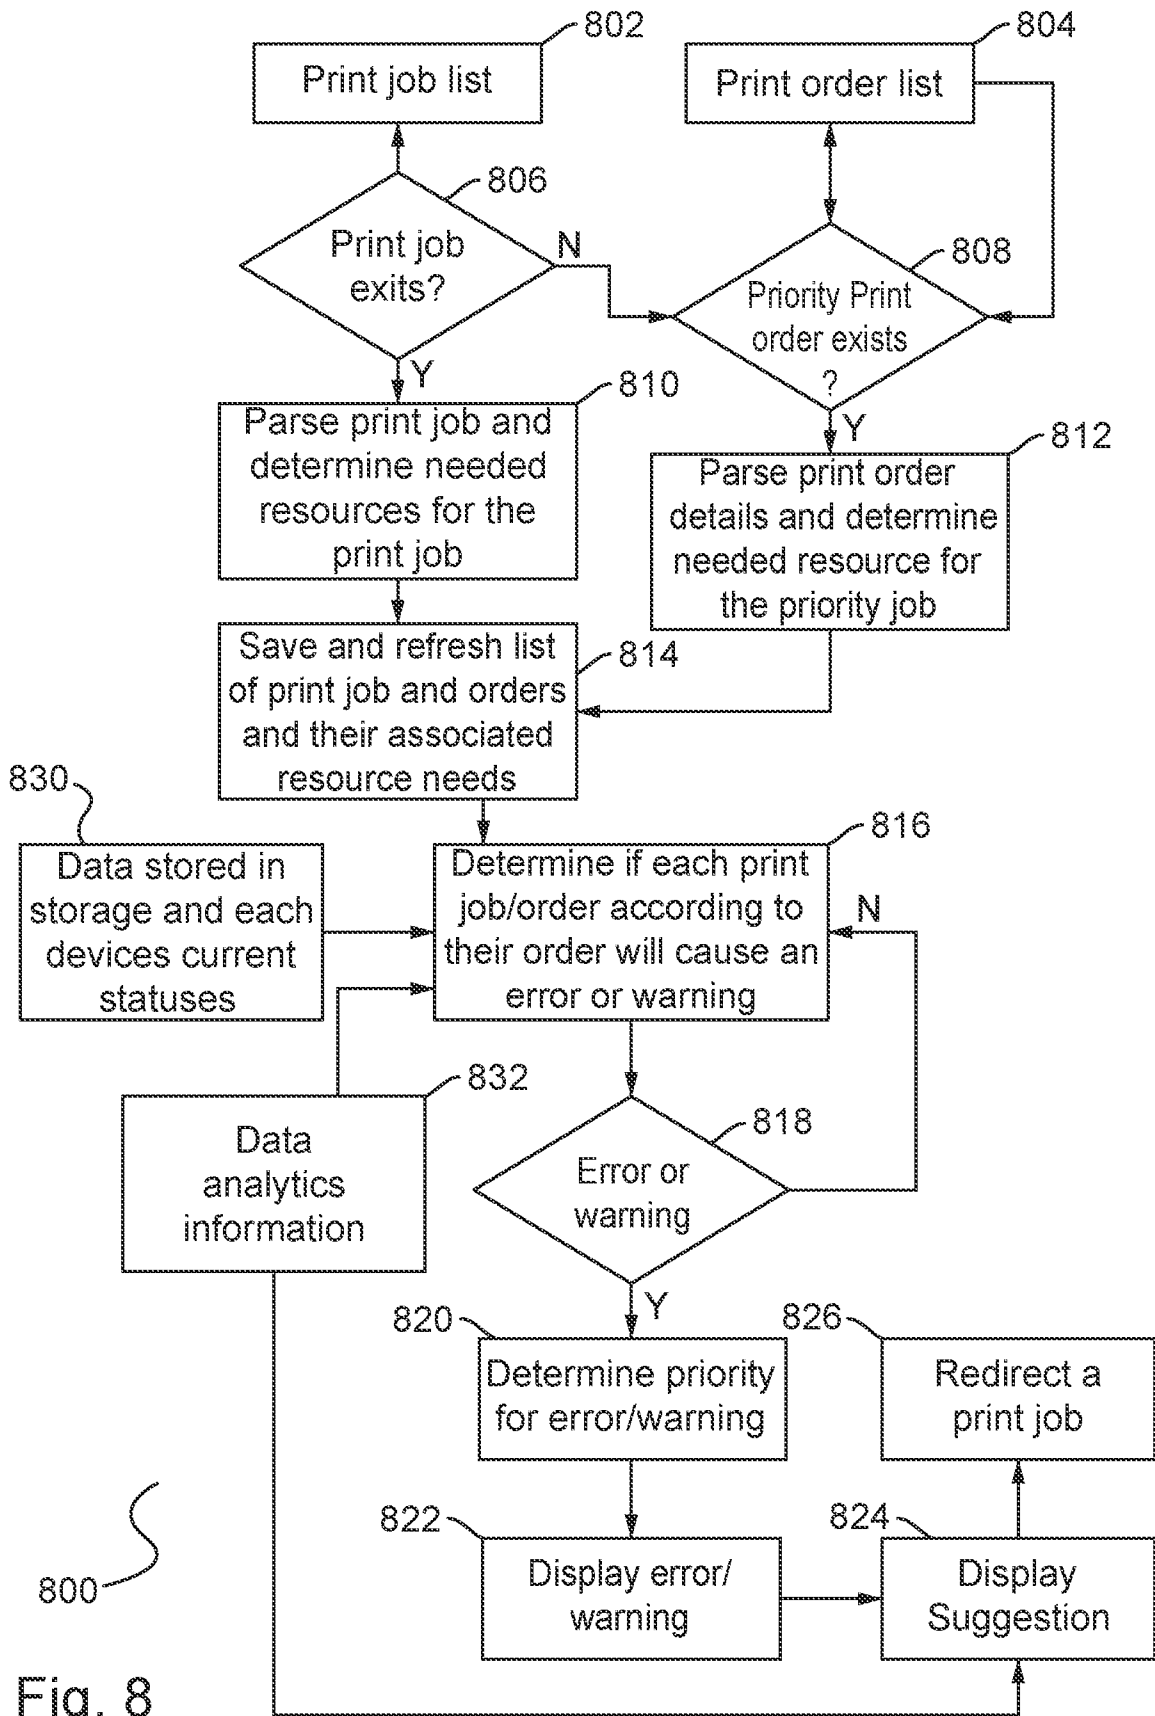 802
Print job list
804
Print order list
806
Print job
exits?
N
808
Priority Print
order exists
?
Y
810
Parse print job and
determine needed
resources for the
print job
Y
812
Parse print order
details and determine
needed resource for
the priority job
814
Save and refresh list
of print job and orders
and their associated
resource needs
830
Data stored in
storage and each
devices current
statuses
816
Determine if each print
job/order according to
their order will cause an
error or warning
N
832
Data
analytics
information
818
Error or
warning
Y
820
Determine priority
for error/warning
826
Redirect a
print job
822
Display error/
warning
824
Display
Suggestion
800
Fig. 8